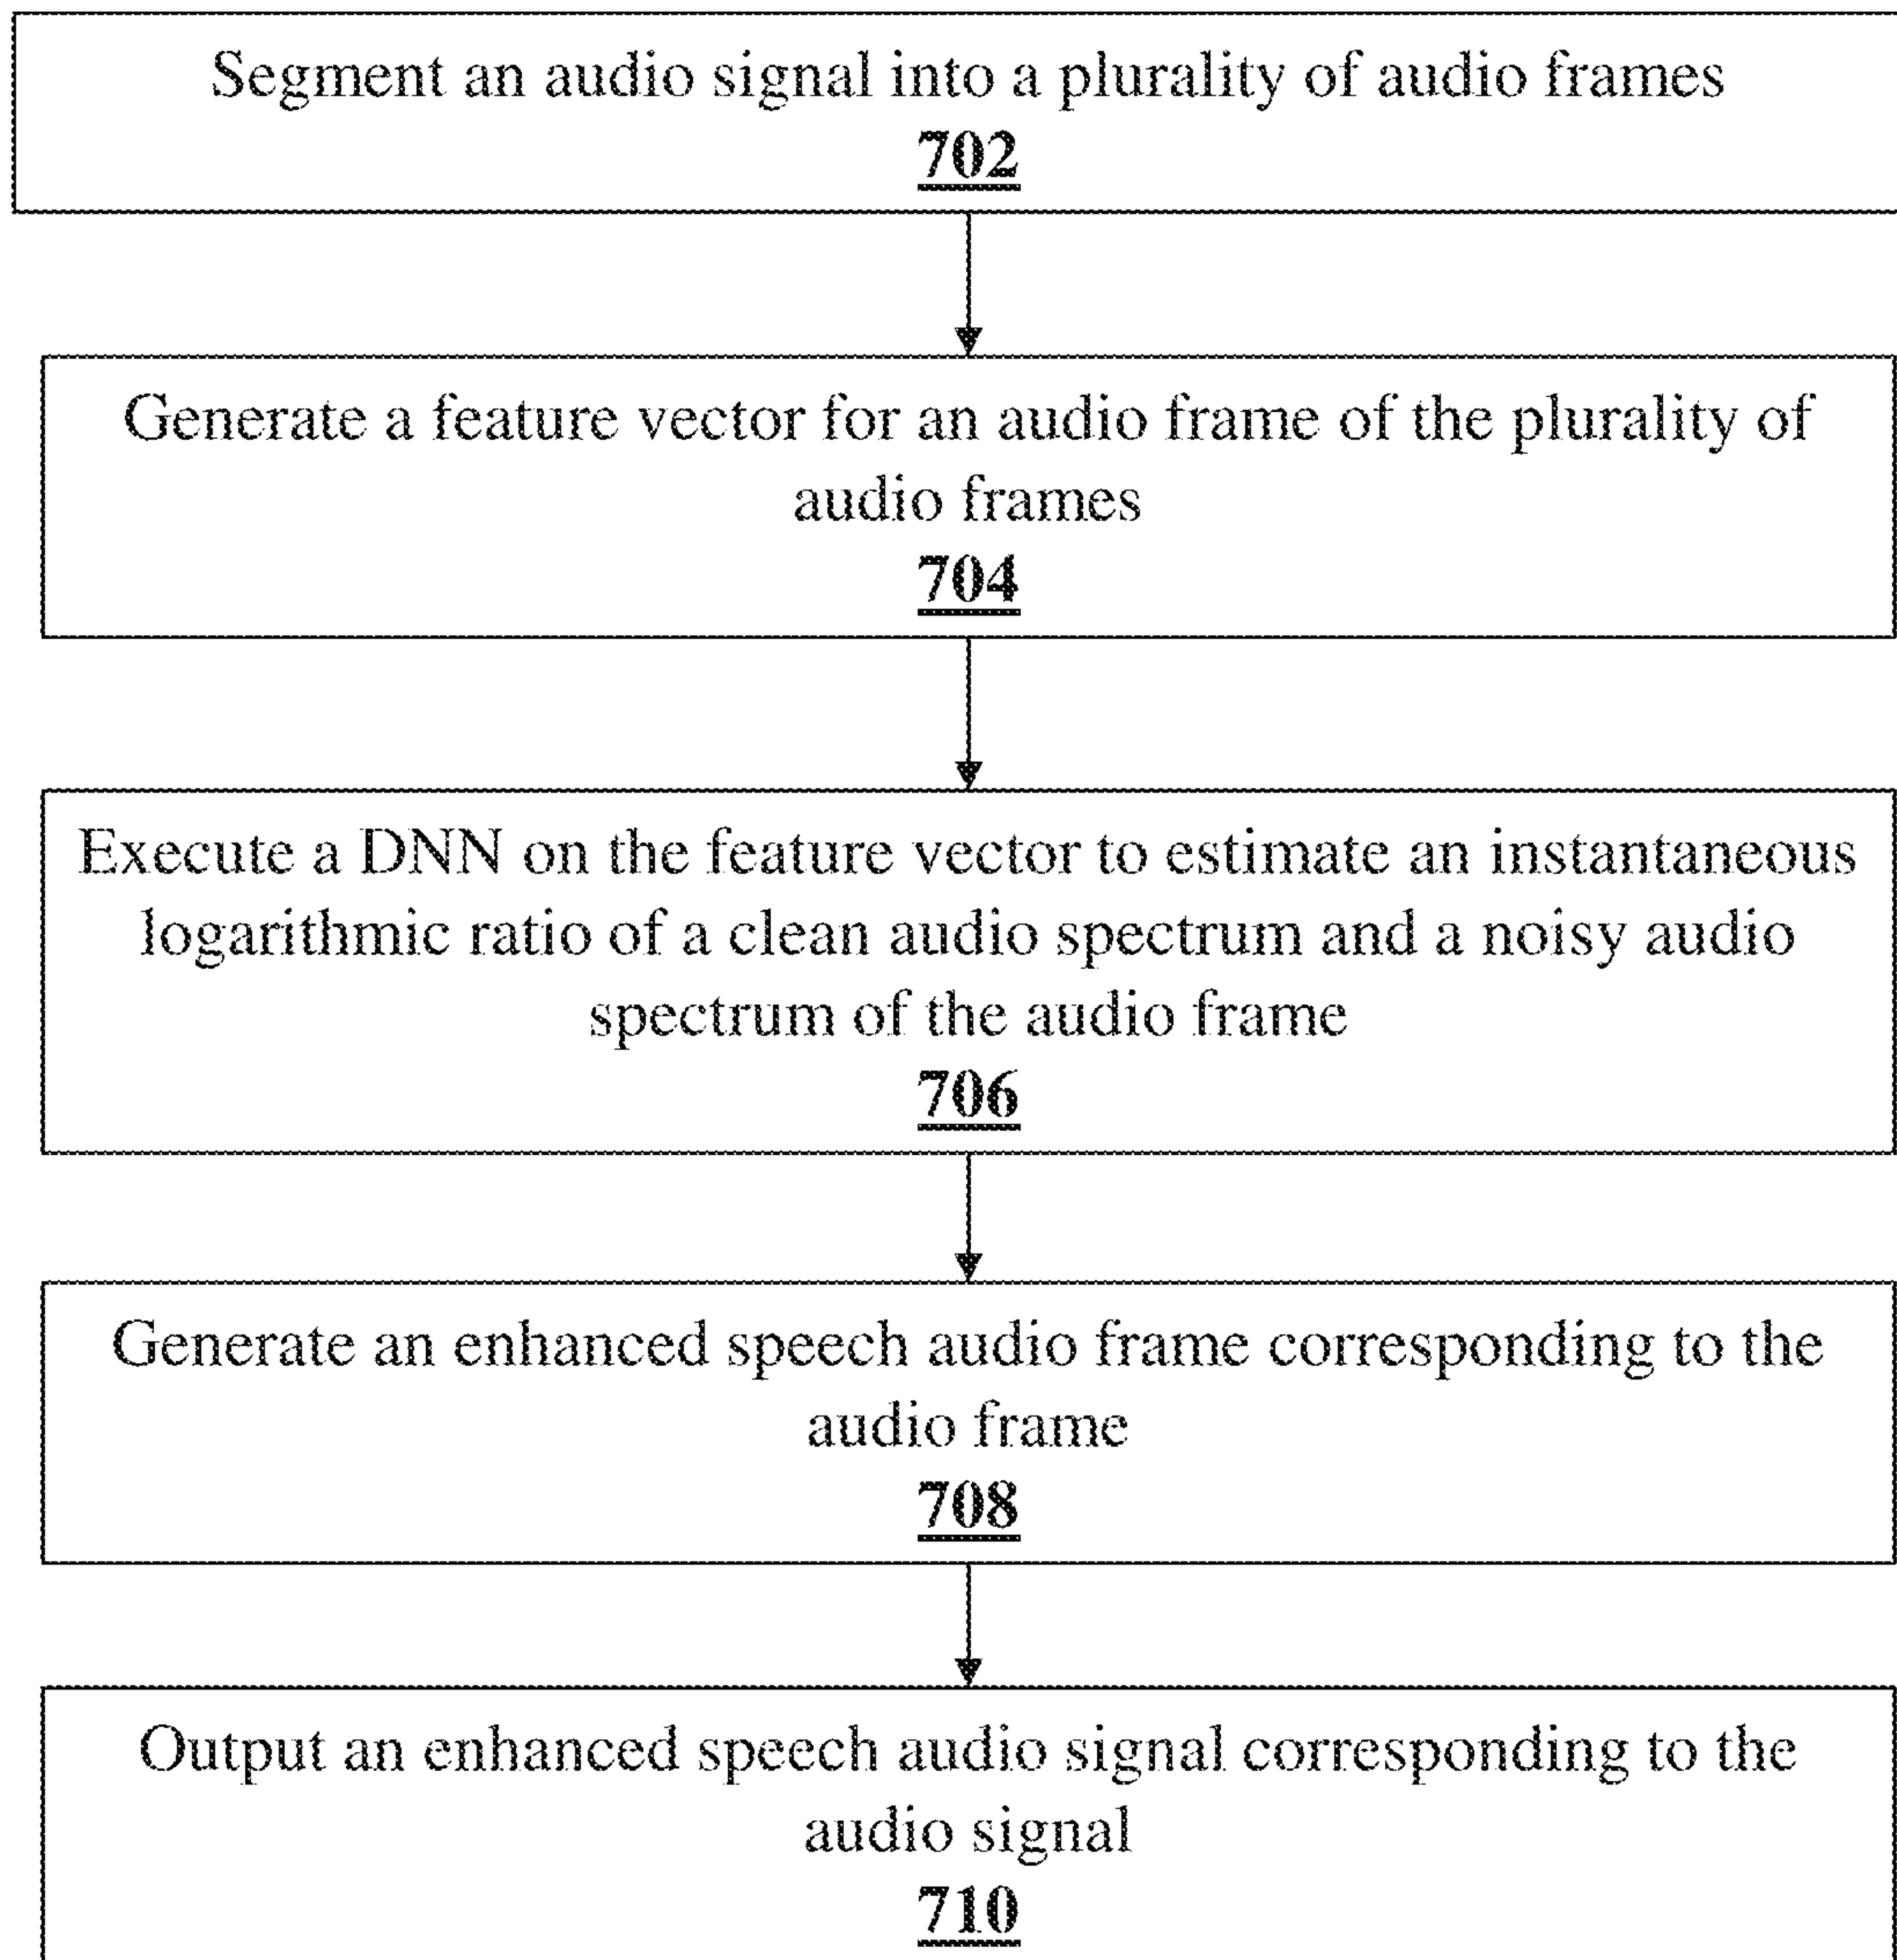 Segment an audio signal into a plurality of audio frames
702
Generate a feature vector for an audio frame of the plurality of
audio frames
704
Execute a DNN on the feature vector to estimate an instantaneous
logarithmic ratio of a clean audio spectrum and a noisy audio
spectrum of the audio frame
706
Generate an enhanced speech audio frame corresponding to the
audio frame
708
Output an enhanced speech audio signal corresponding to the
audio signal
710